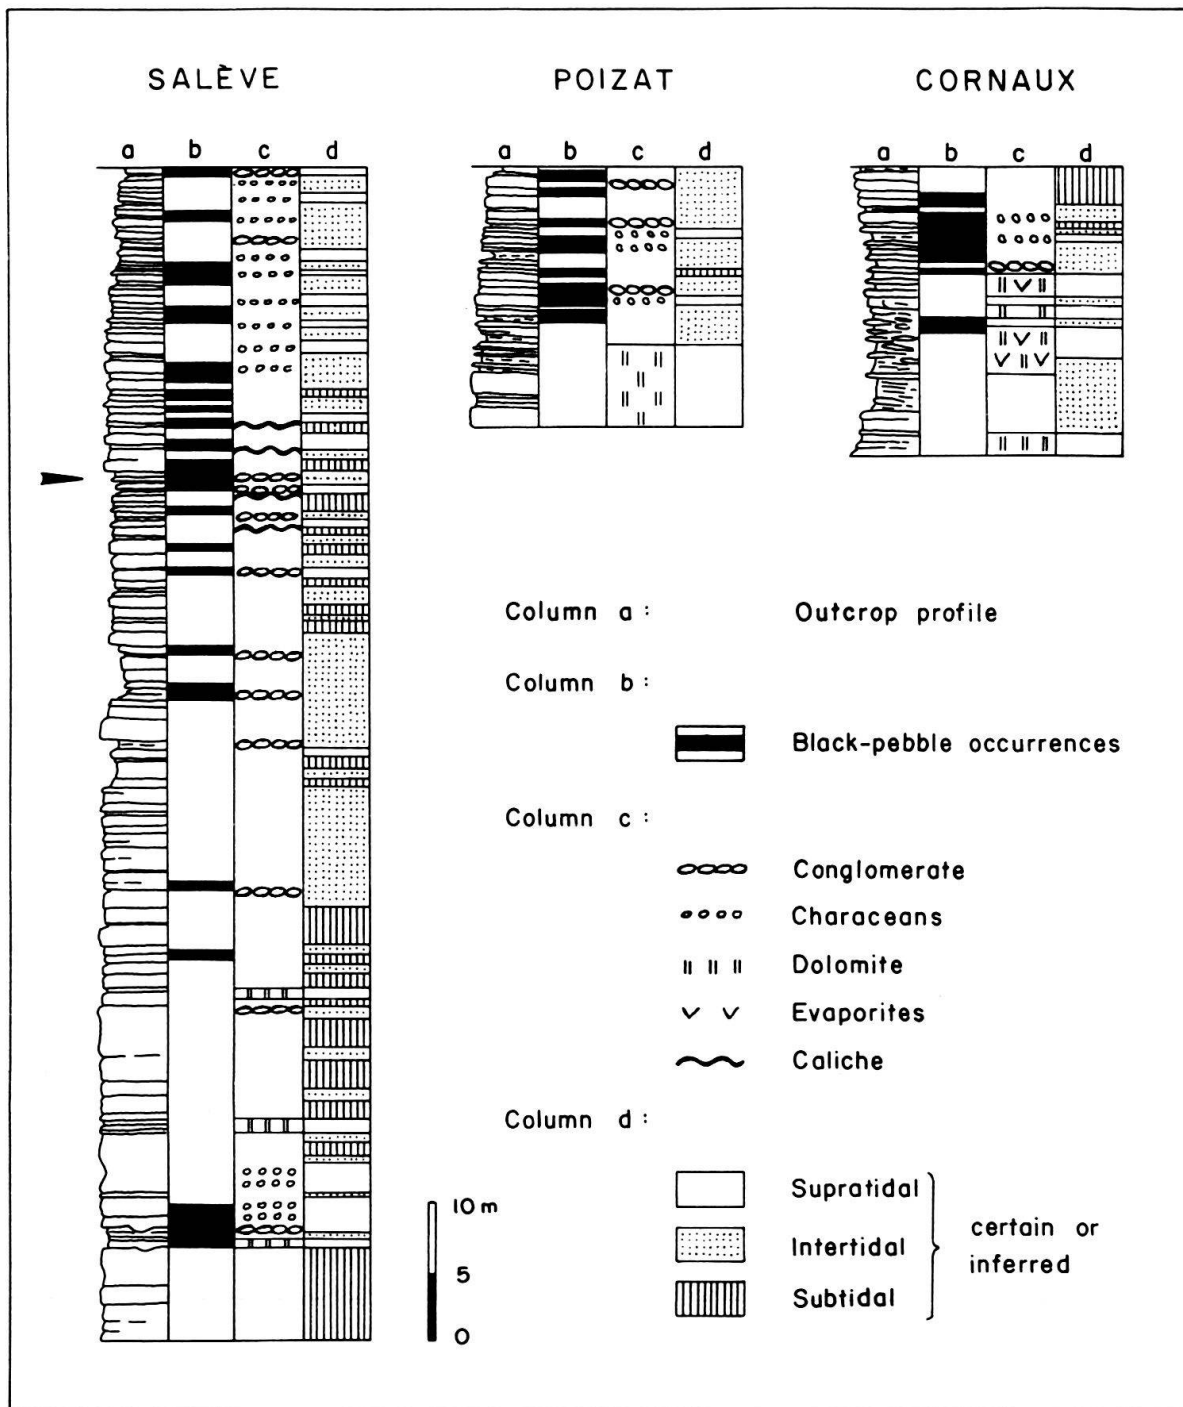 SALÈVE POIZAT CORNAUX
a b c d a b c d a b c d
Column a : Outcrop profile
Column b :
Black-pebble occurrences
Column c :
Conglomerate
Characeans
Dolomite
Evaporites
Caliche
Column d :
Supratidal
Intertidal
Subtidal
certain or
inferred
10 m
5
0